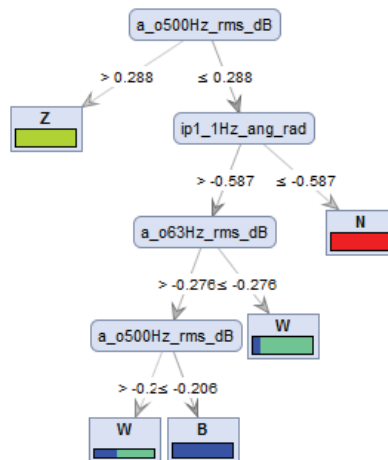 a_o500Hz_rms_dB
> 0.288 ≤ 0.288
Z
ip1_1Hz_ang_rad
> -0.587 ≤ -0.587
a_o63Hz_rms_dB
N
> -0.276 ≤ -0.276
a_o500Hz_rms_dB
W
> -0.2 ≤ -0.206
W B